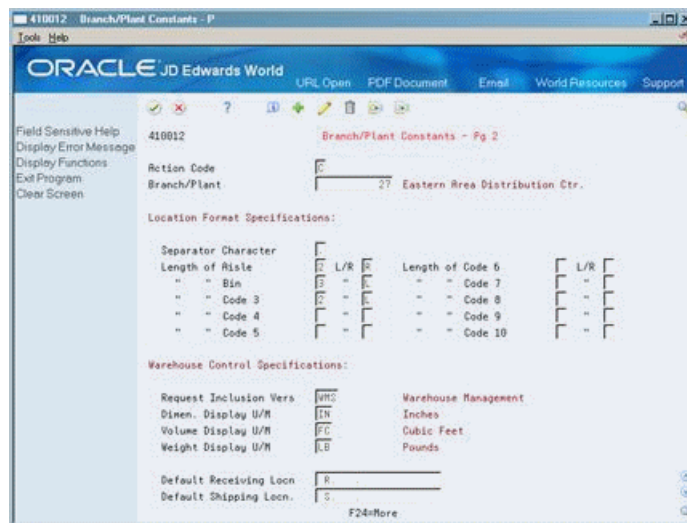 410012 Branch/Plant Constants - P
Tools Help
ORACLE JD Edwards World
URL Open PDF Document Email World Resources Support
Field Sensitive Help
Display Error Message
Display Functions
Exit Program
Clear Screen
410012 Branch/Plant Constants - Pg 2
Action Code C
Branch/Plant 27 Eastern Area Distribution Ctr.
Location Format Specifications:
Separator Character .
Length of Aisle 2 L/R R Length of Code 6 L/R
" " Bin 3 " L " " Code 7 "
" " Code 3 2 " L " " Code 8 "
" " Code 4 " " " Code 9 "
" " Code 5 " " " Code 10 "
Warehouse Control Specifications:
Request Inclusion Vers WMS Warehouse Management
Dimen. Display U/M IN Inches
Volume Display U/M FC Cubic Feet
Weight Display U/M LB Pounds
Default Receiving Locn R. .
Default Shipping Locn. S. .
F24=More